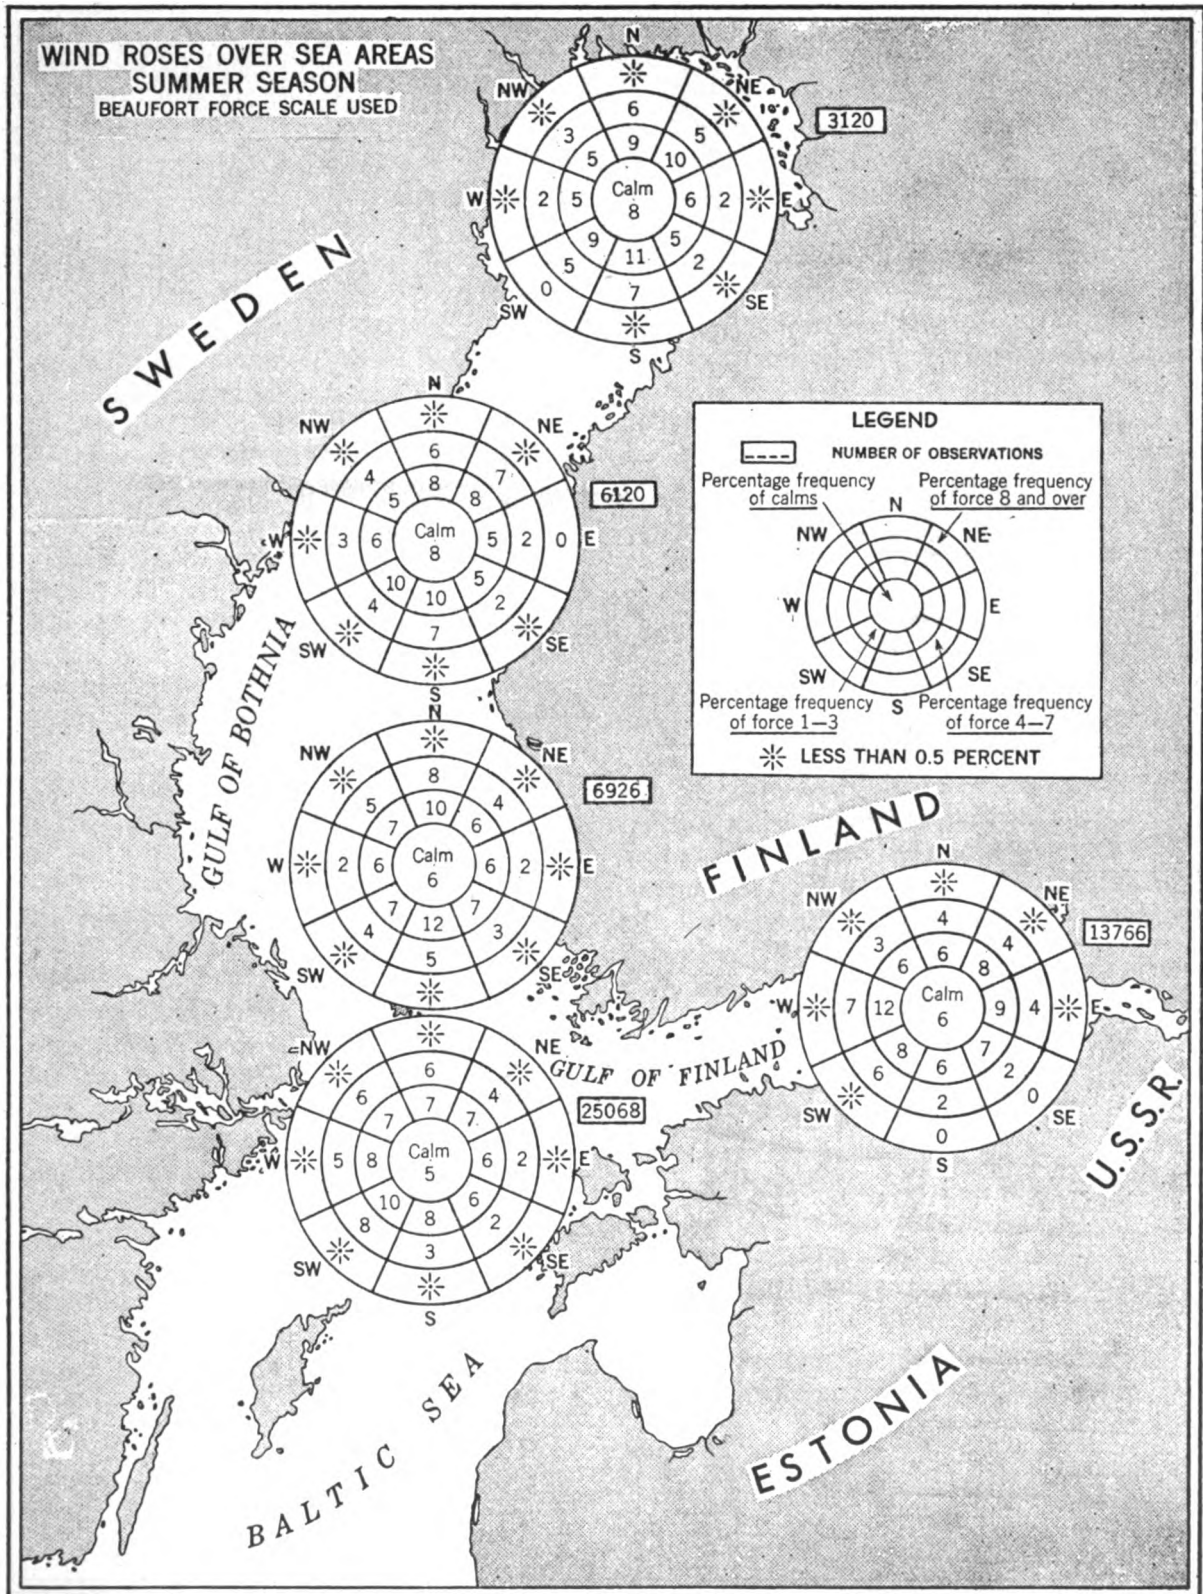 WIND ROSES OVER SEA AREAS
SUMMER SEASON
BEAUFORT FORCE SCALE USED
N
NW
NE
3120
6
3
5
9
5
10
Calm
8
W
2
5
6
2
E
9
5
11
5
2
0
7
SW
SE
S
SWEDEN
N
NW
NE
6
4
7
8
5
8
6120
Calm
8
W
3
6
5
2
0
E
10
5
10
4
2
7
SW
SE
S
LEGEND
NUMBER OF OBSERVATIONS
Percentage frequency
of calms
Percentage frequency
of force 8 and over
N
NW
NE
W
E
SW
SE
S
Percentage frequency
of force 1—3
Percentage frequency
of force 4—7
LESS THAN 0.5 PERCENT
GULF OF BOTHNIA
N
NW
NE
8
5
4
10
7
6
6926
Calm
6
W
2
6
6
2
E
7
7
12
4
3
5
SW
SE
FINLAND
N
NW
NE
4
3
4
6
6
8
13766
Calm
6
W
7
12
9
4
E
8
7
6
6
2
2
0
0
SW
SE
S
GULF OF FINLAND
U.S.S.R.
NW
NE
6
6
4
7
7
7
25068
Calm
5
W
5
8
6
2
E
10
6
8
8
2
3
SW
SE
S
BALTIC SEA
ESTONIA